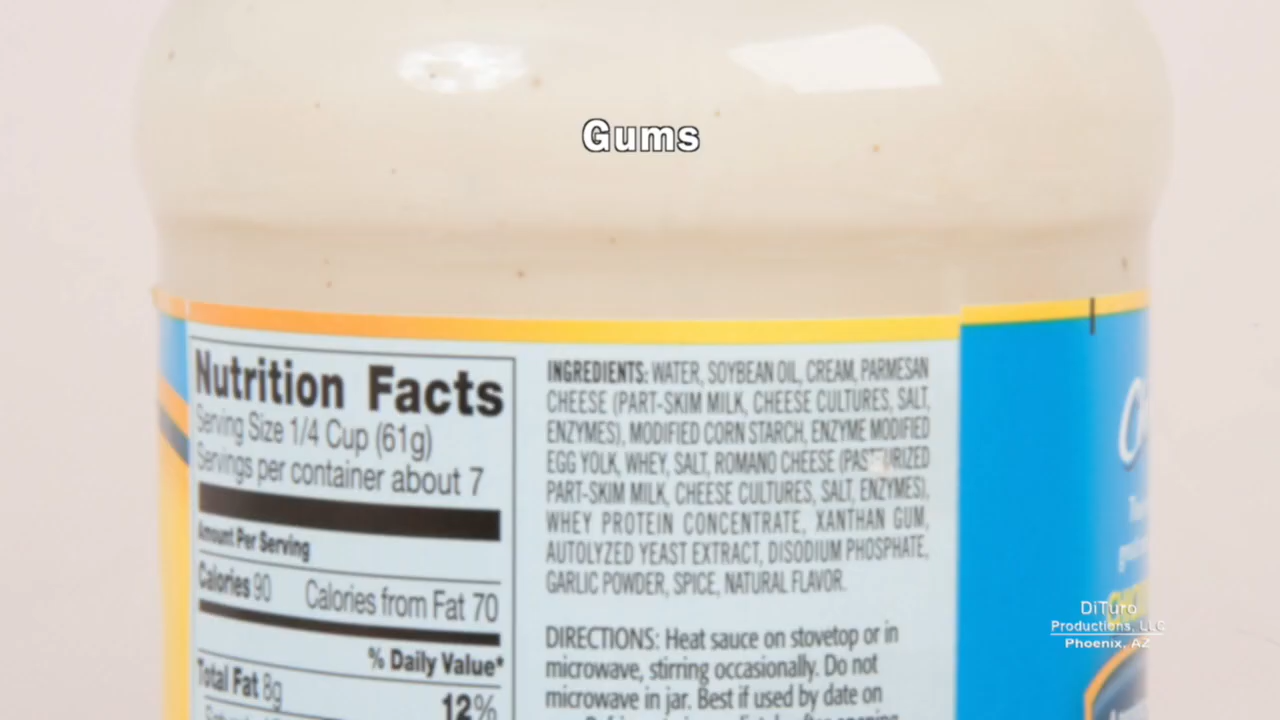 Gums
Nutrition Facts
Serving Size 1/4 Cup (61g)
Servings per container about 7
Amount Per Serving
Calories 90 Calories from Fat 70
% Daily Value*
Total Fat 8g 12%
INGREDIENTS: WATER, SOYBEAN OIL, CREAM, PARMESAN
CHEESE (PART-SKIM MILK, CHEESE CULTURES, SALT,
ENZYMES), MODIFIED CORN STARCH, ENZYME MODIFIED
EGG YOLK, WHEY, SALT, ROMANO CHEESE (PASTEURIZED
PART-SKIM MILK, CHEESE CULTURES, SALT, ENZYMES),
WHEY PROTEIN CONCENTRATE, XANTHAN GUM,
AUTOLYZED YEAST EXTRACT, DISODIUM PHOSPHATE,
GARLIC POWDER, SPICE, NATURAL FLAVOR.
DIRECTIONS: Heat sauce on stovetop or in
microwave, stirring occasionally. Do not
microwave in jar. Best if used by date on
DiTuro
Productions, LLC
Phoenix, AZ